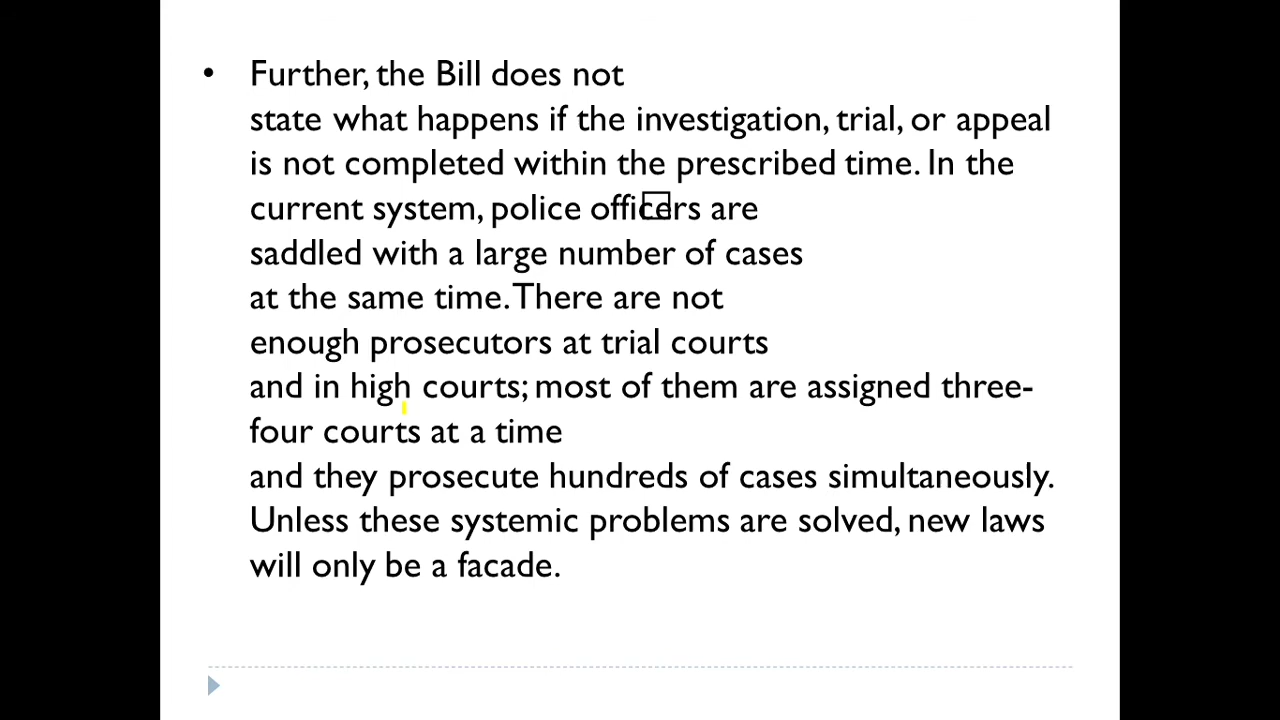 • Further, the Bill does not
state what happens if the investigation, trial, or appeal
is not completed within the prescribed time. In the
current system, police officers are
saddled with a large number of cases
at the same time. There are not
enough prosecutors at trial courts
and in high courts; most of them are assigned three-
four courts at a time
and they prosecute hundreds of cases simultaneously.
Unless these systemic problems are solved, new laws
will only be a facade.